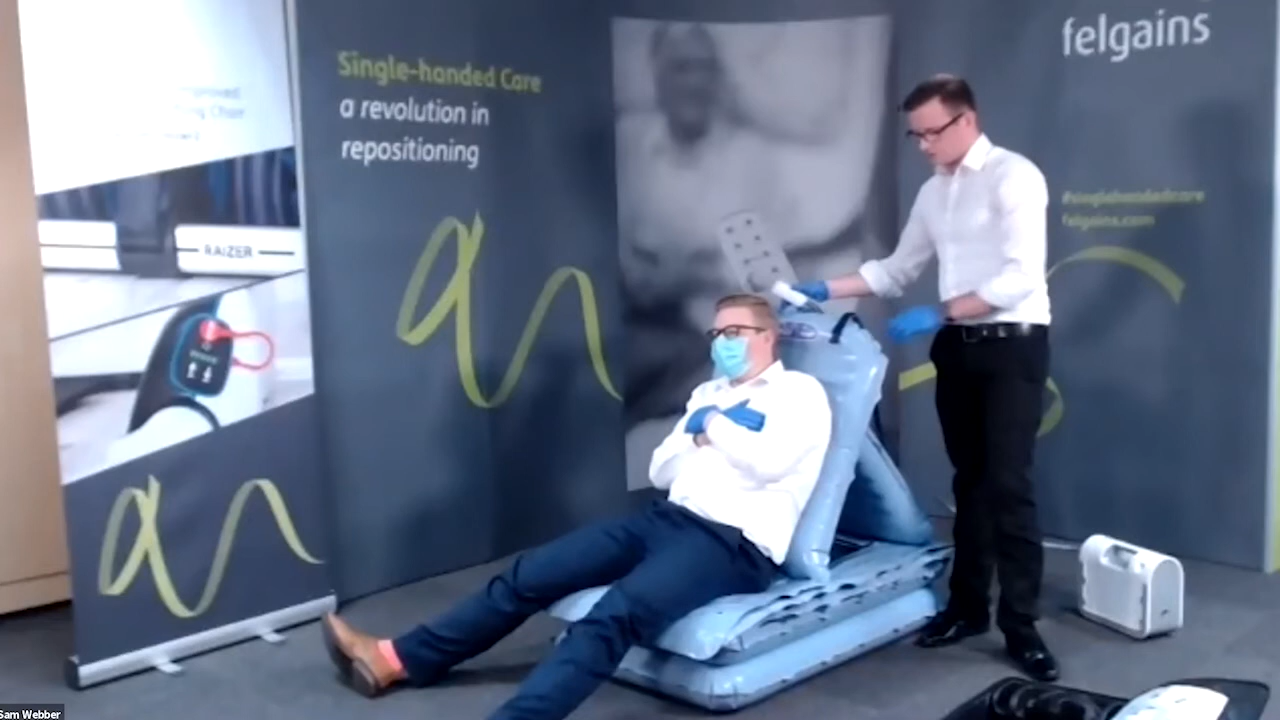 Single-handed Care
a revolution in
repositioning
felgains
#singlehandedcare
felgains.com
RAIZER
Sam Webber